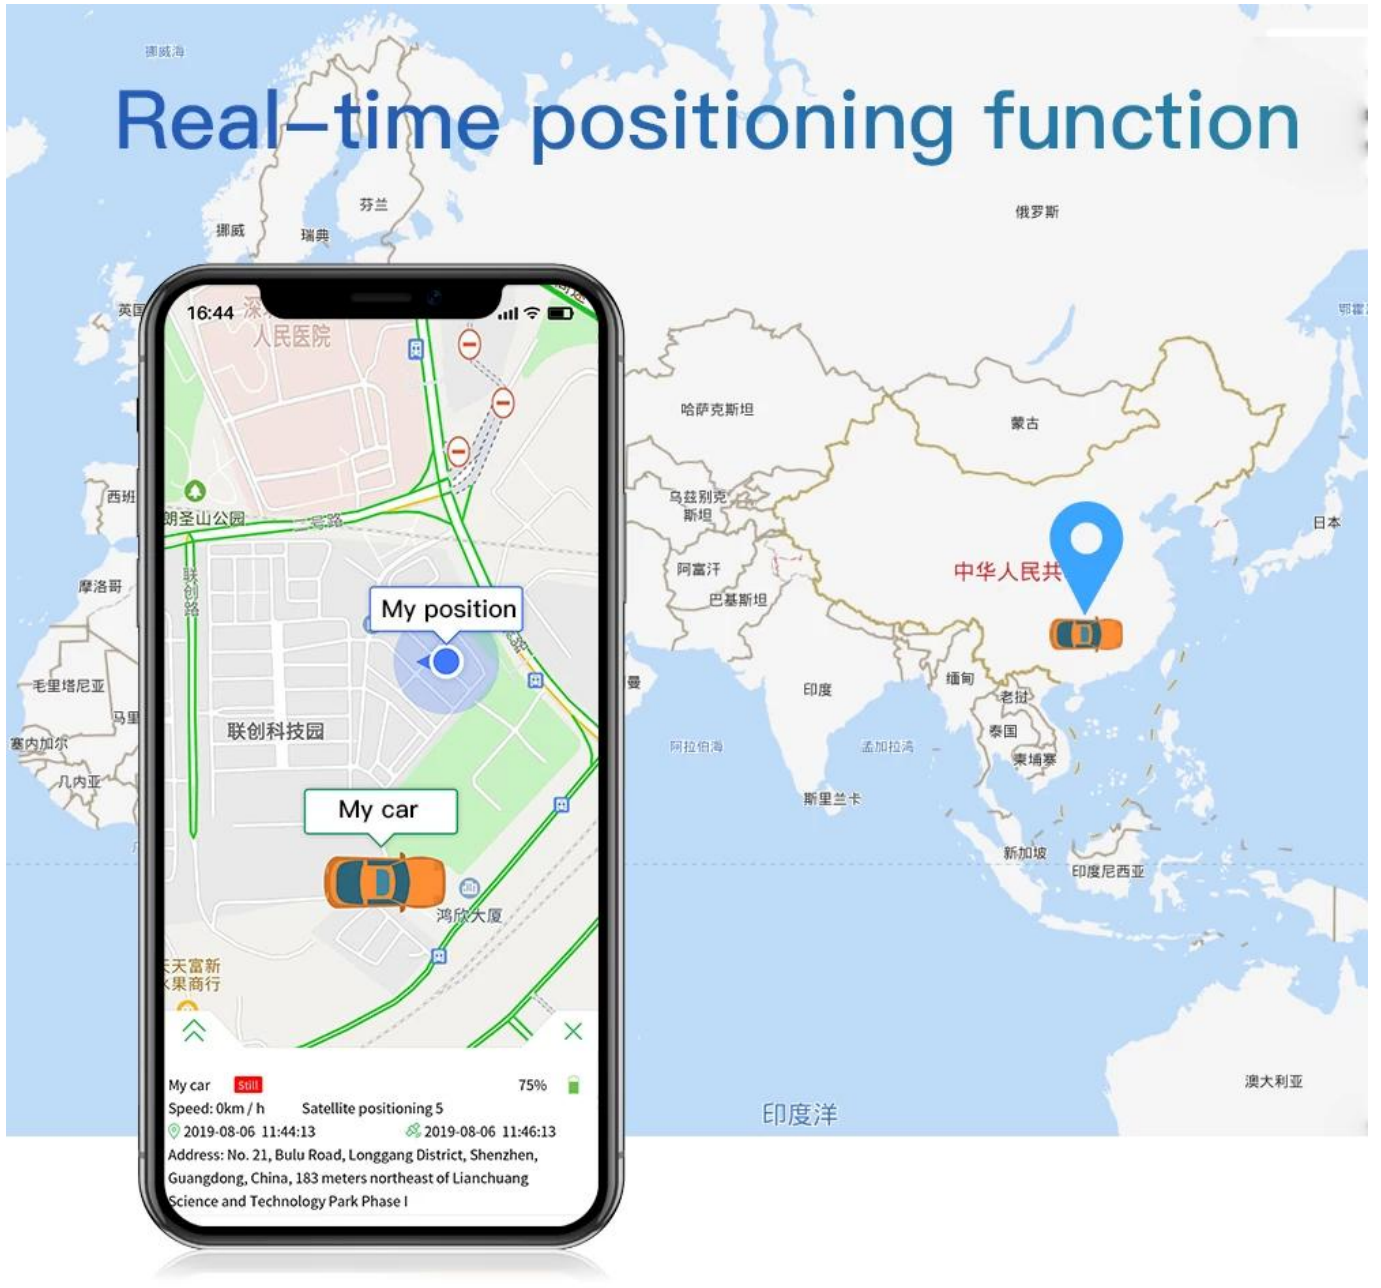 挪威海
Real-time positioning function
芬兰
挪威
瑞典
俄罗斯
英国
鄂霍
16:44
深
人民医院
哈萨克斯坦
蒙古
乌兹别克
斯坦
西班
朗圣山公园
二号路
日本
联创路
中华人民共
阿富汗
巴基斯坦
摩洛哥
My position
毛里塔尼亚
曼
印度
缅甸
老挝
马里
塞内加尔
联创科技园
泰国
阿拉伯海
孟加拉湾
柬埔寨
几内亚
My car
斯里兰卡
新加坡
印度尼西亚
鸿欣大厦
天天富新
水果商行
澳大利亚
印度洋
My car Still 75%
Speed: 0km / h Satellite positioning 5
2019-08-06 11:44:13 2019-08-06 11:46:13
Address: No. 21, Bulu Road, Longgang District, Shenzhen,
Guangdong, China, 183 meters northeast of Lianchuang
Science and Technology Park Phase I